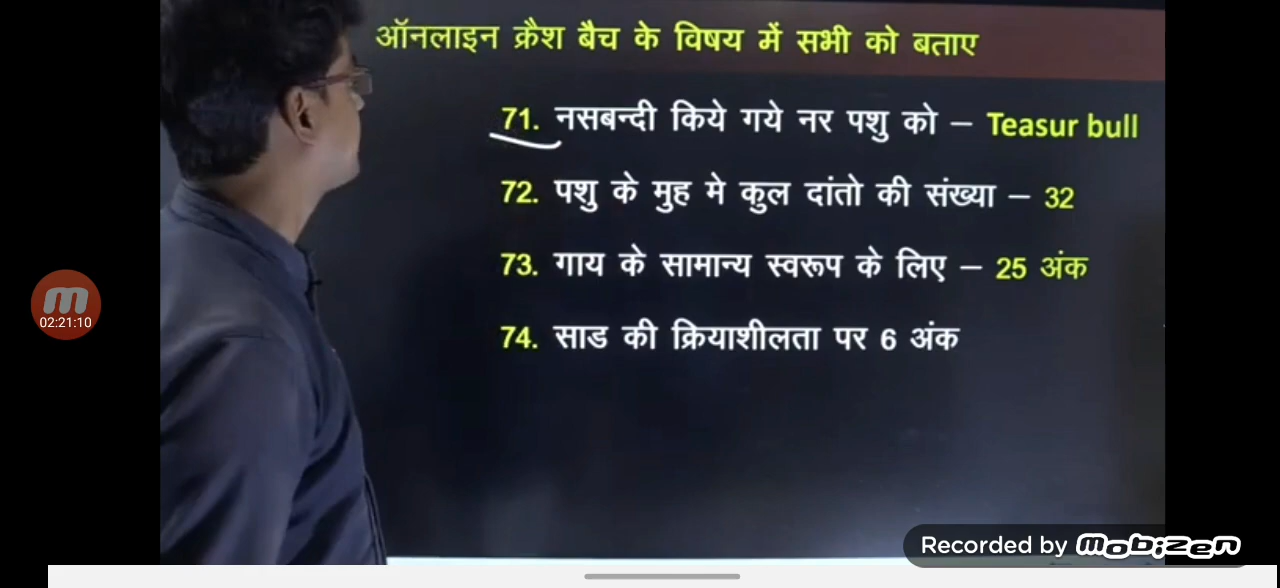 ऑनलाइन क्रैश बैच के विषय में सभी को बताए
71. नसबन्दी किये गये नर पशु को – Teasur bull
72. पशु के मुह मे कुल दांतो की संख्या – 32
73. गाय के सामान्य स्वरूप के लिए – 25 अंक
74. साड की क्रियाशीलता पर 6 अंक
02:21:10
Recorded by Mobizen